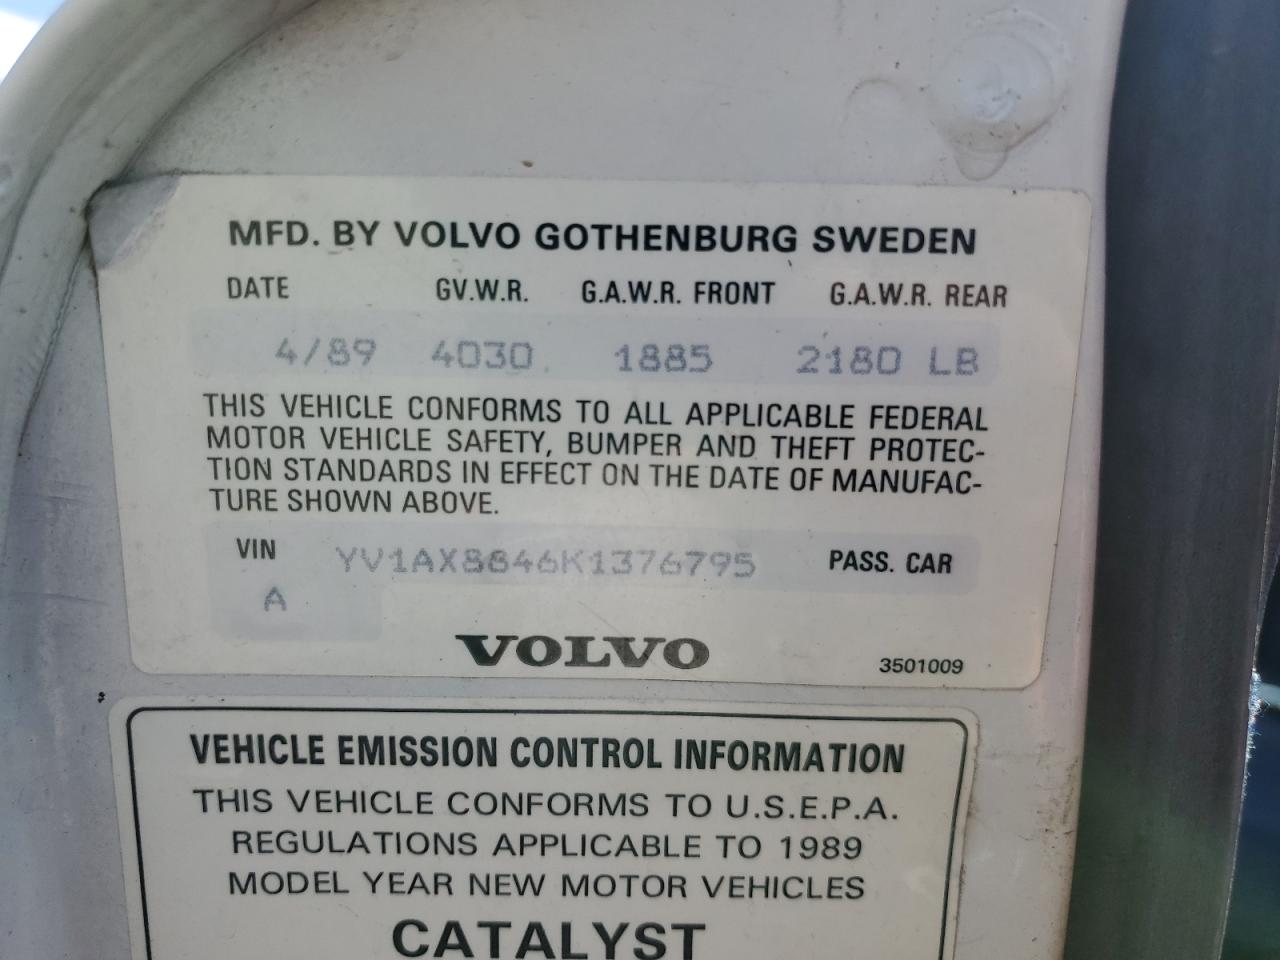 MFD. BY VOLVO GOTHENBURG SWEDEN
DATE GV.W.R. G.A.W.R. FRONT G.A.W.R. REAR
4/89 4030 1885 2180 LB
THIS VEHICLE CONFORMS TO ALL APPLICABLE FEDERAL
MOTOR VEHICLE SAFETY, BUMPER AND THEFT PROTEC-
TION STANDARDS IN EFFECT ON THE DATE OF MANUFAC-
TURE SHOWN ABOVE.
VIN YV1AX8846K1376795 PASS. CAR
A
VOLVO 3501009
VEHICLE EMISSION CONTROL INFORMATION
THIS VEHICLE CONFORMS TO U.S.E.P.A.
REGULATIONS APPLICABLE TO 1989
MODEL YEAR NEW MOTOR VEHICLES
CATALYST